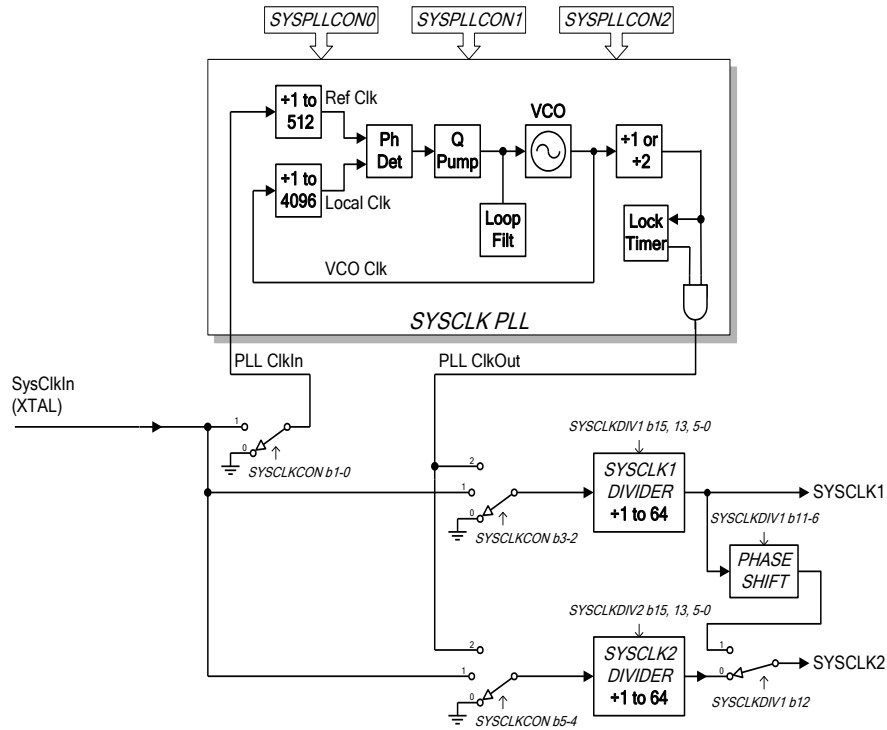 SYSPLLCON0
SYSPLLCON1
SYSPLLCON2
+1 to
512
Ref Clk
+1 to
4096
Local Clk
Ph
Det
Q
Pump
VCO
+1 or
+2
Loop
Filt
Lock
Timer
VCO Clk
SYSCLK PLL
PLL ClkIn
PLL ClkOut
SysClkIn
(XTAL)
1
0
SYSCLKCON b1-0
SYSCLKDIV1 b15, 13, 5-0
2
1
0
SYSCLKCON b3-2
SYSCLK1
DIVIDER
+1 to 64
SYSCLK1
SYSCLKDIV1 b11-6
PHASE
SHIFT
SYSCLKDIV2 b15, 13, 5-0
2
1
0
SYSCLKCON b5-4
SYSCLK2
DIVIDER
+1 to 64
1
0
SYSCLK2
SYSCLKDIV1 b12